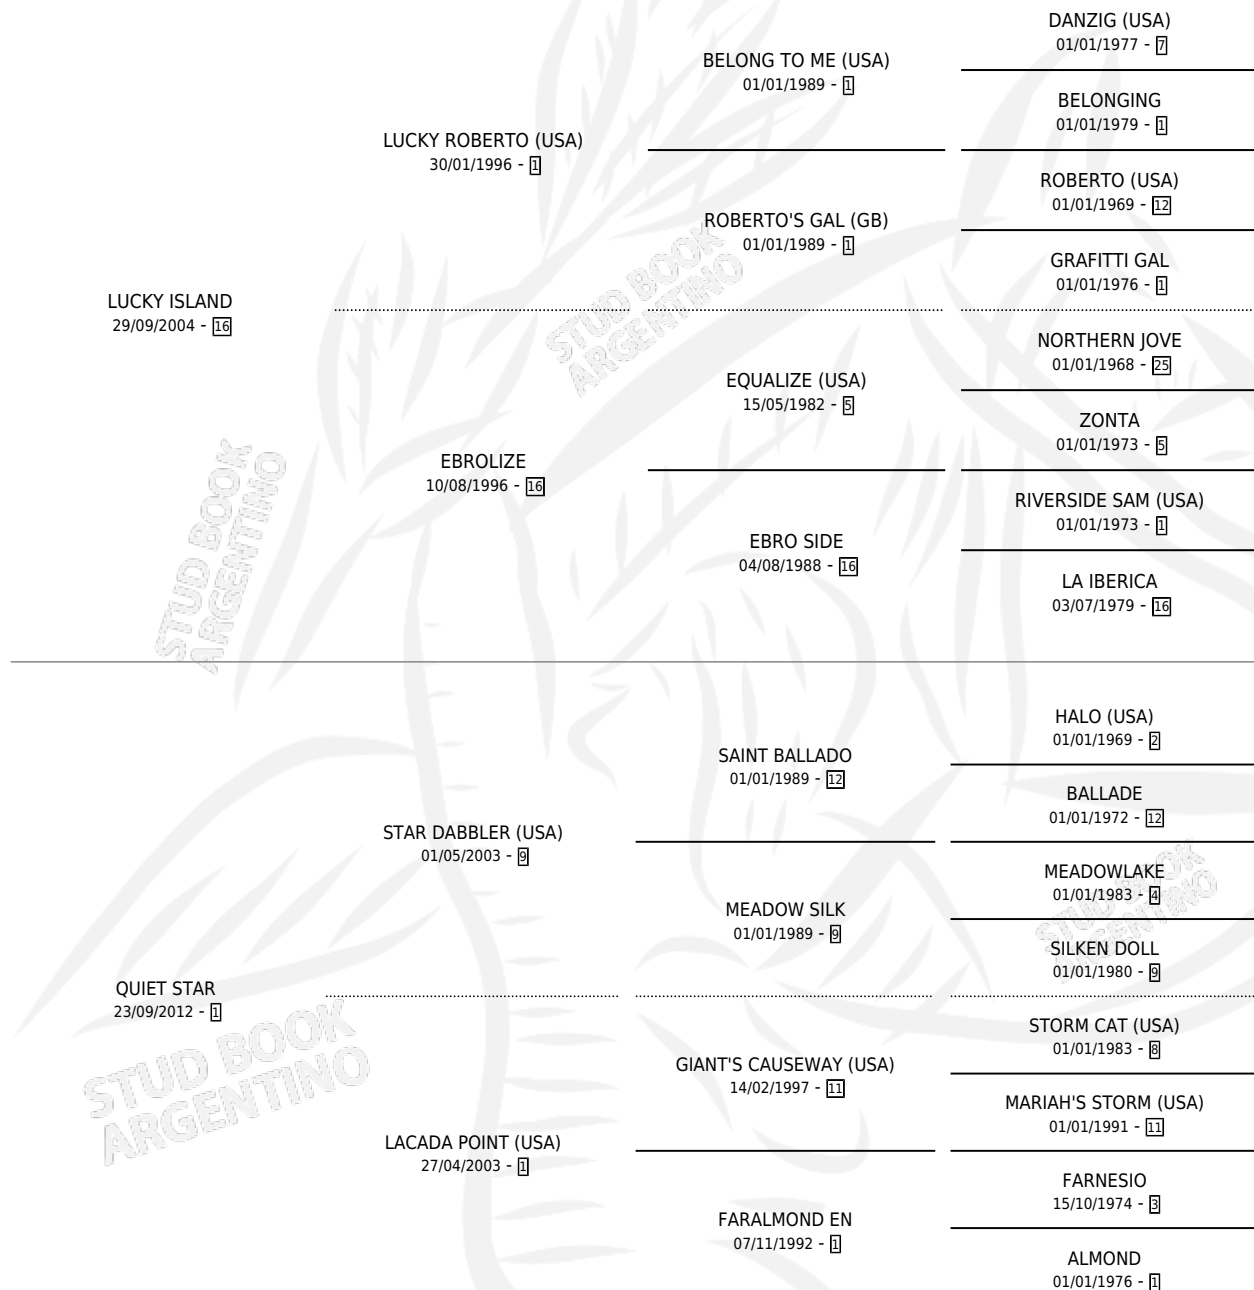 DANZIG (USA)
01/01/1977 - 7
BELONG TO ME (USA)
01/01/1989 - 1
BELONGING
01/01/1979 - 1
LUCKY ROBERTO (USA)
30/01/1996 - 1
ROBERTO (USA)
01/01/1969 - 12
ROBERTO'S GAL (GB)
01/01/1989 - 1
GRAFITTI GAL
01/01/1976 - 1
LUCKY ISLAND
29/09/2004 - 16
NORTHERN JOVE
01/01/1968 - 25
EQUALIZE (USA)
15/05/1982 - 5
ZONTA
01/01/1973 - 5
EBROLIZE
10/08/1996 - 16
RIVERSIDE SAM (USA)
01/01/1973 - 1
EBRO SIDE
04/08/1988 - 16
LA IBERICA
03/07/1979 - 16
STUD BOOK
ARGENTINO
STUD BOOK
ARGENTINO
HALO (USA)
01/01/1969 - 2
SAINT BALLADO
01/01/1989 - 12
BALLADE
01/01/1972 - 12
STAR DABBLER (USA)
01/05/2003 - 9
MEADOWLAKE
01/01/1983 - 4
MEADOW SILK
01/01/1989 - 9
SILKEN DOLL
01/01/1980 - 9
QUIET STAR
23/09/2012 - 1
STORM CAT (USA)
01/01/1983 - 8
GIANT'S CAUSEWAY (USA)
14/02/1997 - 11
MARIAH'S STORM (USA)
01/01/1991 - 11
LACADA POINT (USA)
27/04/2003 - 1
FARNESIO
15/10/1974 - 3
FARALMOND EN
07/11/1992 - 1
ALMOND
01/01/1976 - 1
STUD BOOK
ARGENTINO
STUD BOOK
ARGENTINO